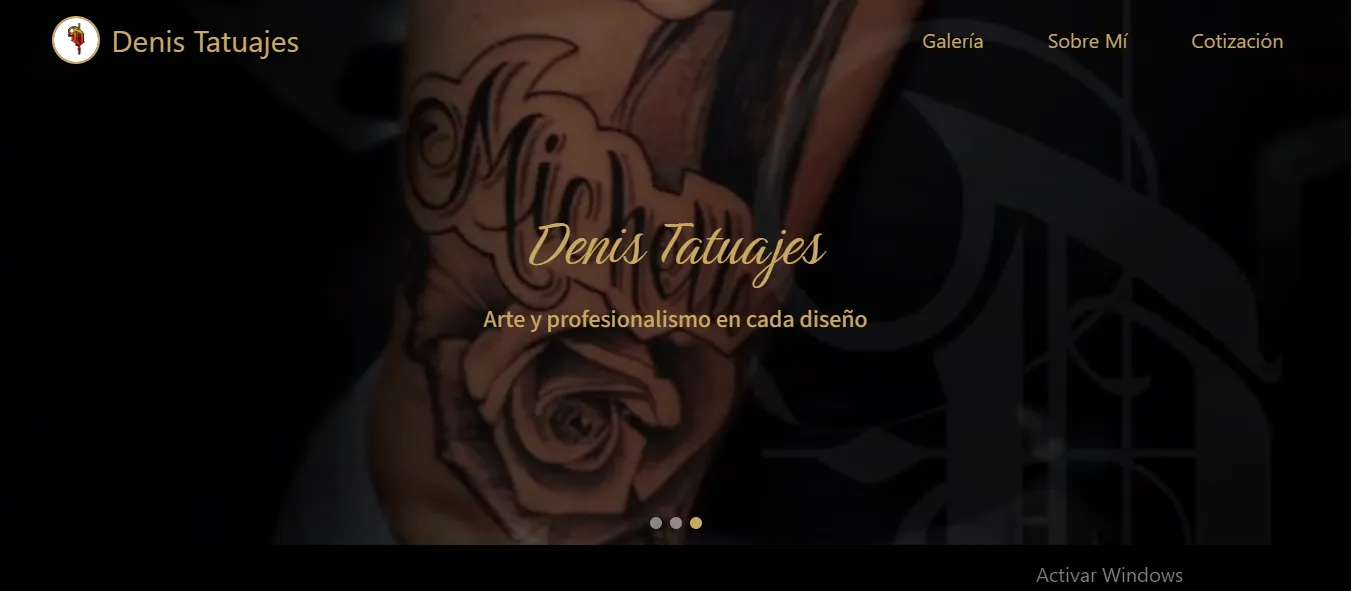 Denis Tatuajes
Galería
Sobre Mí
Cotización
Denis Tatuajes
Arte y profesionalismo en cada diseño
Activar Windows